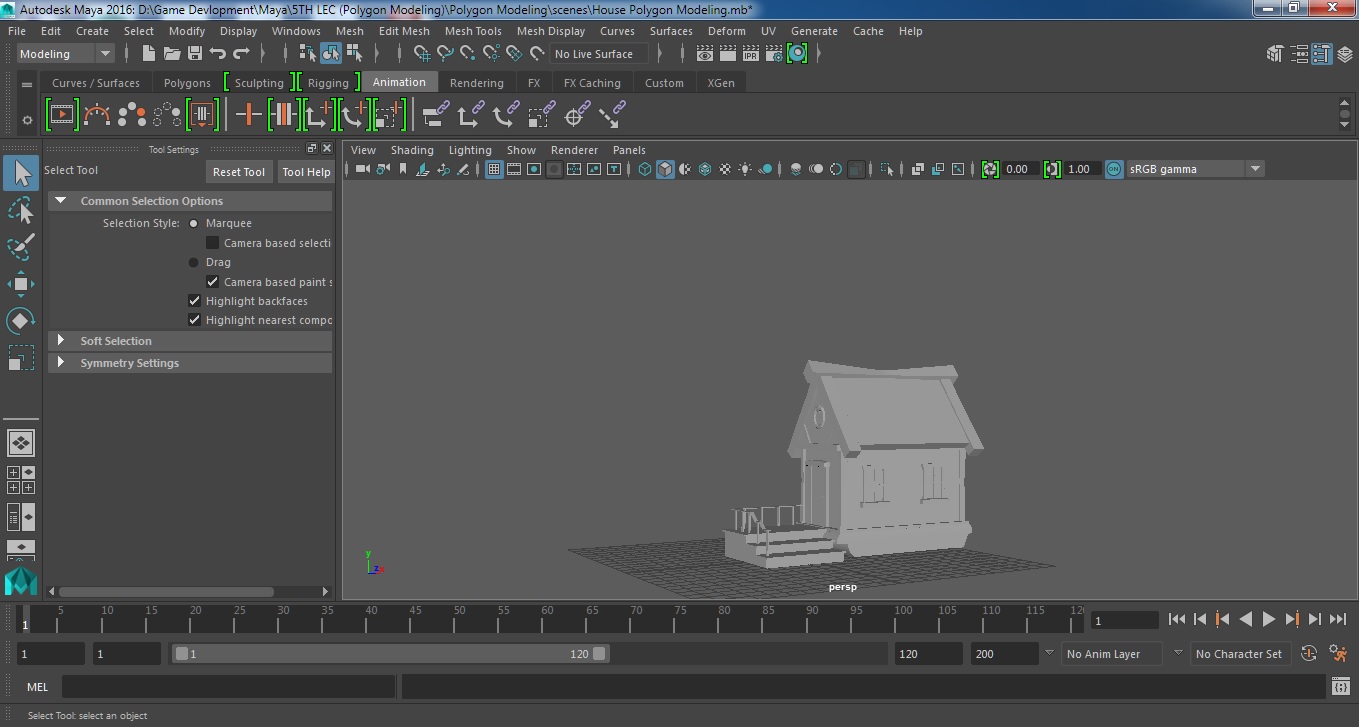 Autodesk Maya 2016: D:\Game Devlopment\Maya\5TH LEC (Polygon Modeling)\Polygon Modeling\scenes\House Polygon Modeling.mb*
File Edit Create Select Modify Display Windows Mesh Edit Mesh Mesh Tools Mesh Display Curves Surfaces Deform UV Generate Cache Help
Modeling No Live Surface IPR
Curves / Surfaces Polygons Sculpting Rigging Animation Rendering FX FX Caching Custom XGen
Tool Settings
View Shading Lighting Show Renderer Panels
Select Tool Reset Tool Tool Help
0.00 1.00 ON sRGB gamma
Common Selection Options
Selection Style: Marquee
Camera based selecti
Drag
Camera based paint s
Highlight backfaces
Highlight nearest compo
Soft Selection
Symmetry Settings
y
z x
persp
5 10 15 20 25 30 35 40 45 50 55 60 65 70 75 80 85 90 95 100 105 110 115 12
1 1
1 1 1 120 120 200 No Anim Layer No Character Set
MEL
Select Tool: select an object